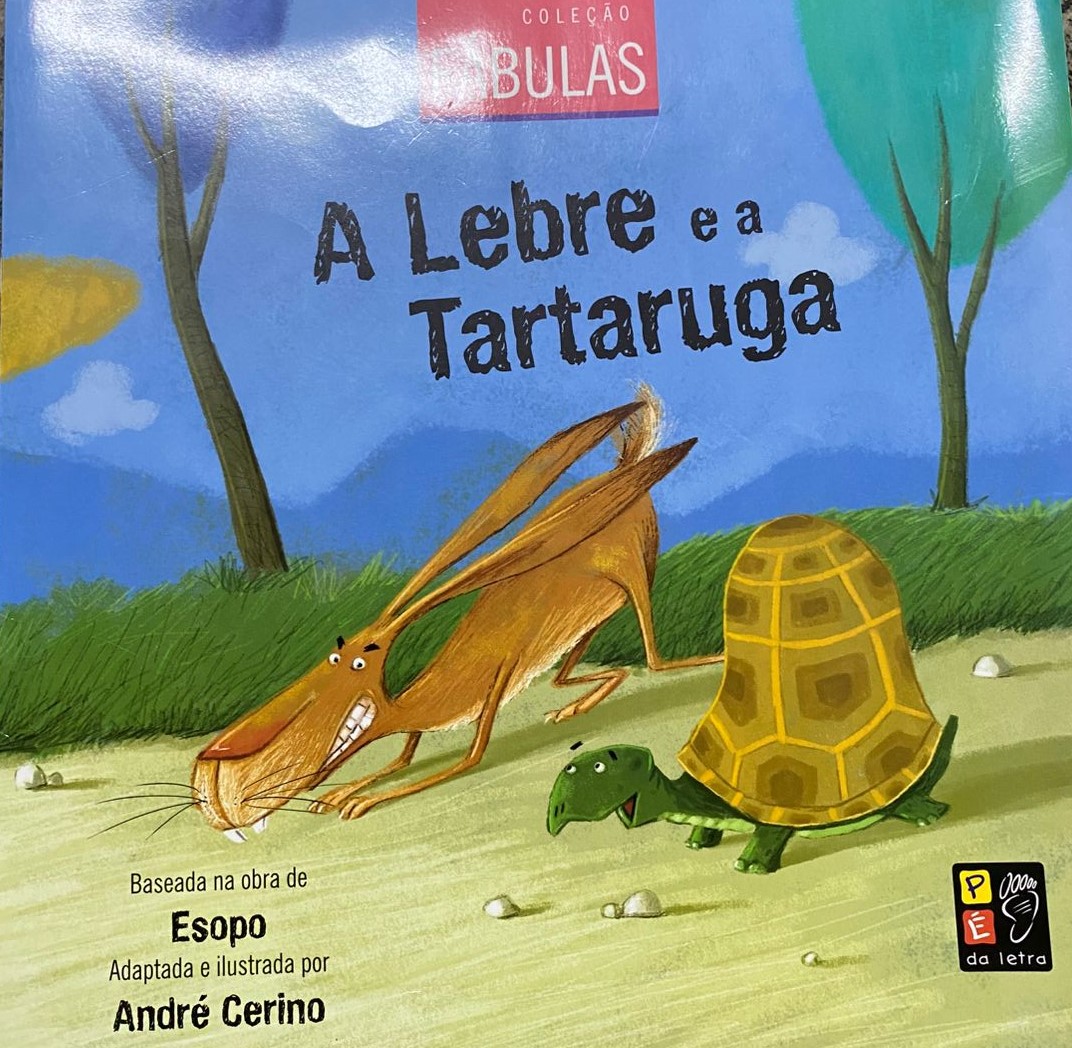 COLEÇÃO
BULAS
A Lebre e a
Tartaruga
Baseada na obra de
Esopo
Adaptada e ilustrada por
André Cerino
P
É
da letra